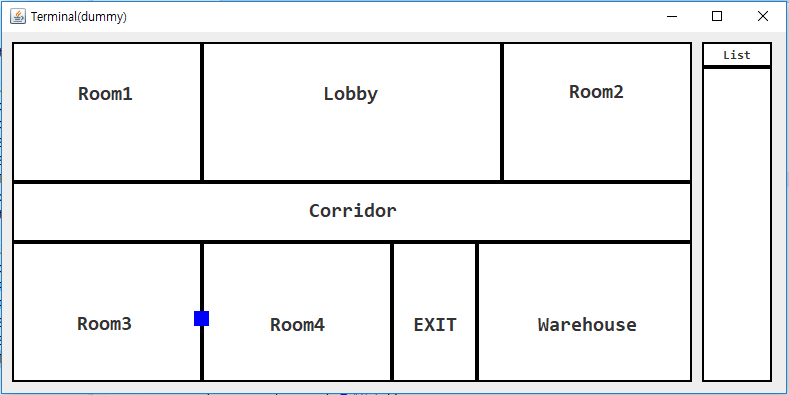 Terminal(dummy)
List
Room1
Lobby
Room2
Corridor
Room3
Room4
EXIT
Warehouse